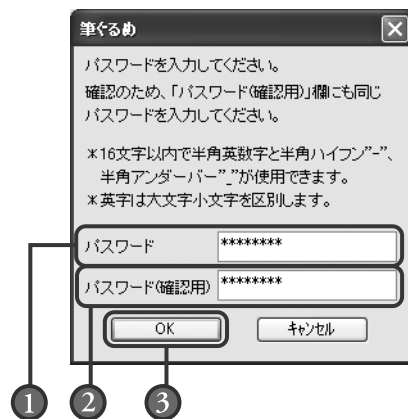 筆ぐるめ
パスワードを入力してください。
確認のため、「パスワード(確認用)」欄にも同じ
パスワードを入力してください。
＊16文字以内で半角英数字と半角ハイフン"-"、
半角アンダーバー"_"が使用できます。
＊英字は大文字小文字を区別します。
パスワード ********
パスワード(確認用) ********
OK キャンセル
1 2 3